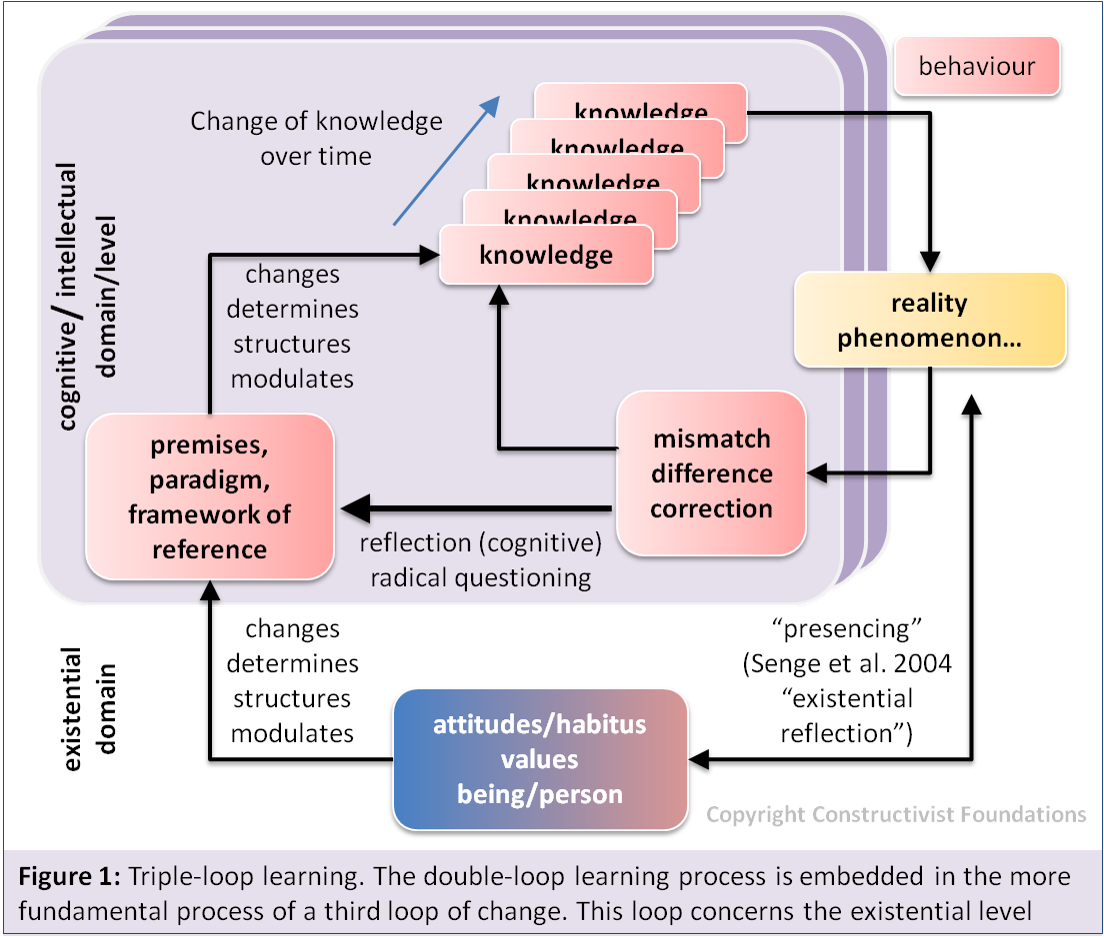 behaviour
Change of knowledge
over time
knowledge
knowledge
knowledge
knowledge
knowledge
cognitive/ intellectual
domain/level
changes
determines
structures
modulates
reality
phenomenon...
premises,
paradigm,
framework of
reference
mismatch
difference
correction
reflection (cognitive)
radical questioning
existential
domain
changes
determines
structures
modulates
attitudes/habitus
values
being/person
“presencing”
(Senge et al. 2004
“existential
reflection”)
Copyright Constructivist Foundations
Figure 1: Triple-loop learning. The double-loop learning process is embedded in the more
fundamental process of a third loop of change. This loop concerns the existential level